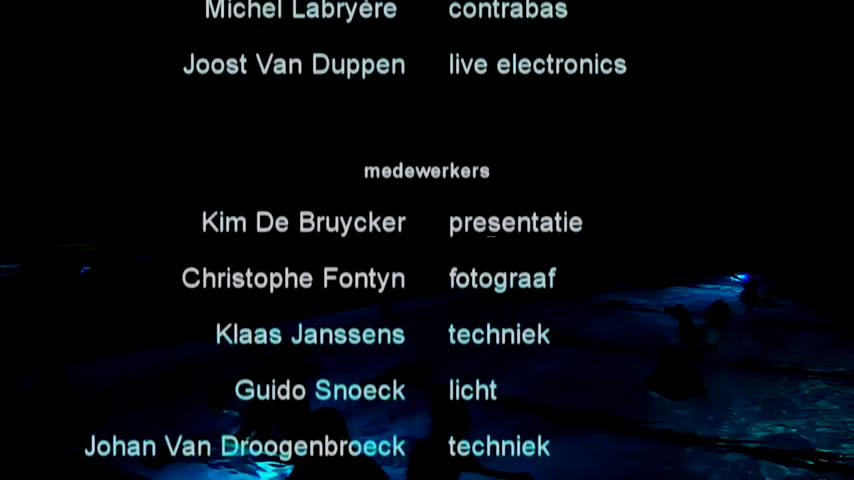 Michel Labryère contrabas
Joost Van Duppen live electronics
medewerkers
Kim De Bruycker presentatie
Christophe Fontyn fotograaf
Klaas Janssens techniek
Guido Snoeck licht
Johan Van Droogenbroeck techniek